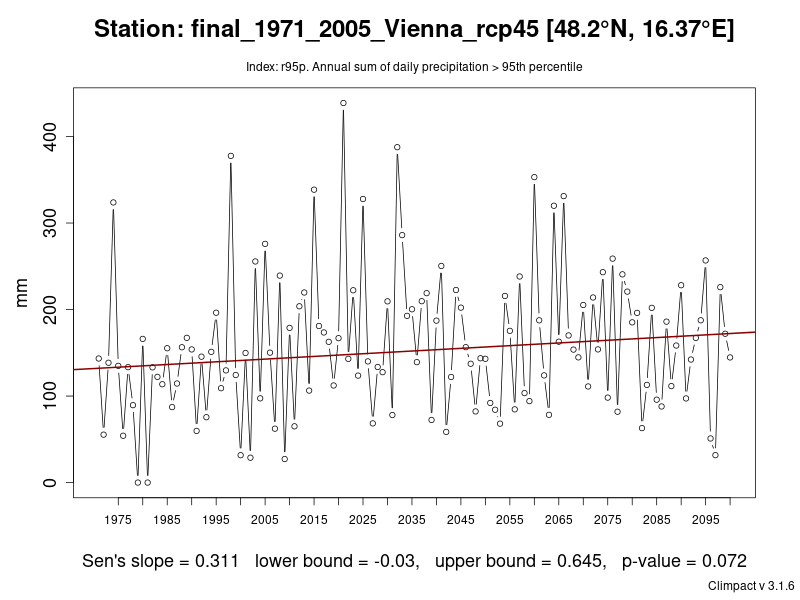 Station: final_1971_2005_Vienna_rcp45 [48.2°N, 16.37°E]
Index: r95p. Annual sum of daily precipitation > 95th percentile
400
300
200
100
0
mm
1975 1985 1995 2005 2015 2025 2035 2045 2055 2065 2075 2085 2095
Sen's slope = 0.311 lower bound = -0.03, upper bound = 0.645, p-value = 0.072
Climpact v 3.1.6